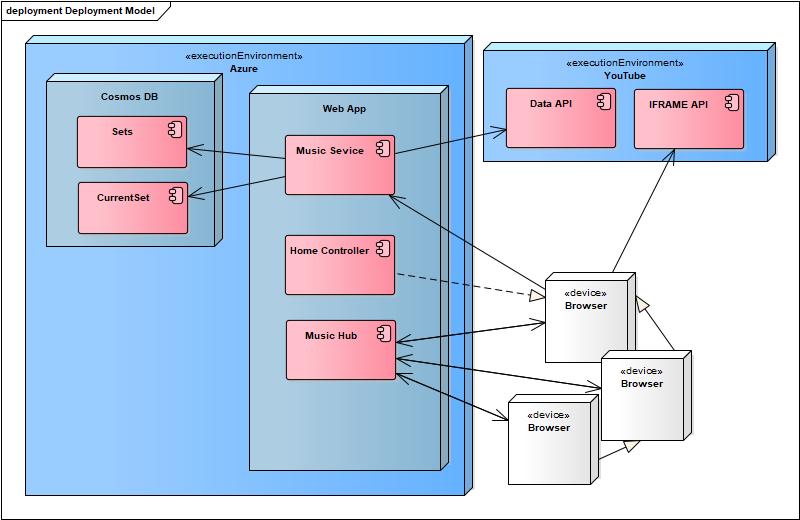 deployment Deployment Model
«executionEnvironment»
Azure
«executionEnvironment»
YouTube
Cosmos DB
Web App
Data API
IFRAME API
Sets
Music Sevice
CurrentSet
Home Controller
«device»
Browser
Music Hub
«device»
Browser
«device»
Browser